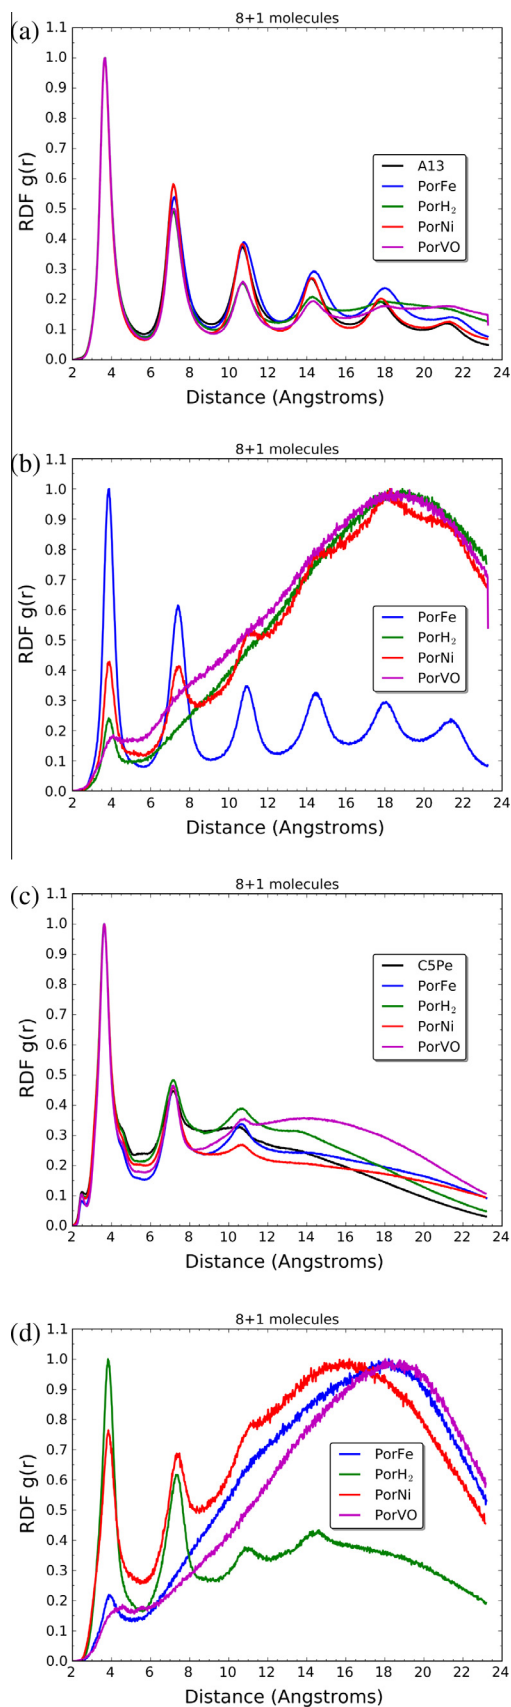 (a)
8+1 molecules
RDF g(r)
1.1
1.0
0.9
0.8
0.7
0.6
0.5
0.4
0.3
0.2
0.1
0.0
A13
PorFe
PorH₂
PorNi
PorVO
2 4 6 8 10 12 14 16 18 20 22 24
Distance (Angstroms)
(b)
8+1 molecules
RDF g(r)
1.1
1.0
0.9
0.8
0.7
0.6
0.5
0.4
0.3
0.2
0.1
0.0
PorFe
PorH₂
PorNi
PorVO
2 4 6 8 10 12 14 16 18 20 22 24
Distance (Angstroms)
(c)
8+1 molecules
RDF g(r)
1.1
1.0
0.9
0.8
0.7
0.6
0.5
0.4
0.3
0.2
0.1
0.0
C5Pe
PorFe
PorH₂
PorNi
PorVO
2 4 6 8 10 12 14 16 18 20 22 24
Distance (Angstroms)
(d)
8+1 molecules
RDF g(r)
1.1
1.0
0.9
0.8
0.7
0.6
0.5
0.4
0.3
0.2
0.1
0.0
PorFe
PorH₂
PorNi
PorVO
2 4 6 8 10 12 14 16 18 20 22 24
Distance (Angstroms)